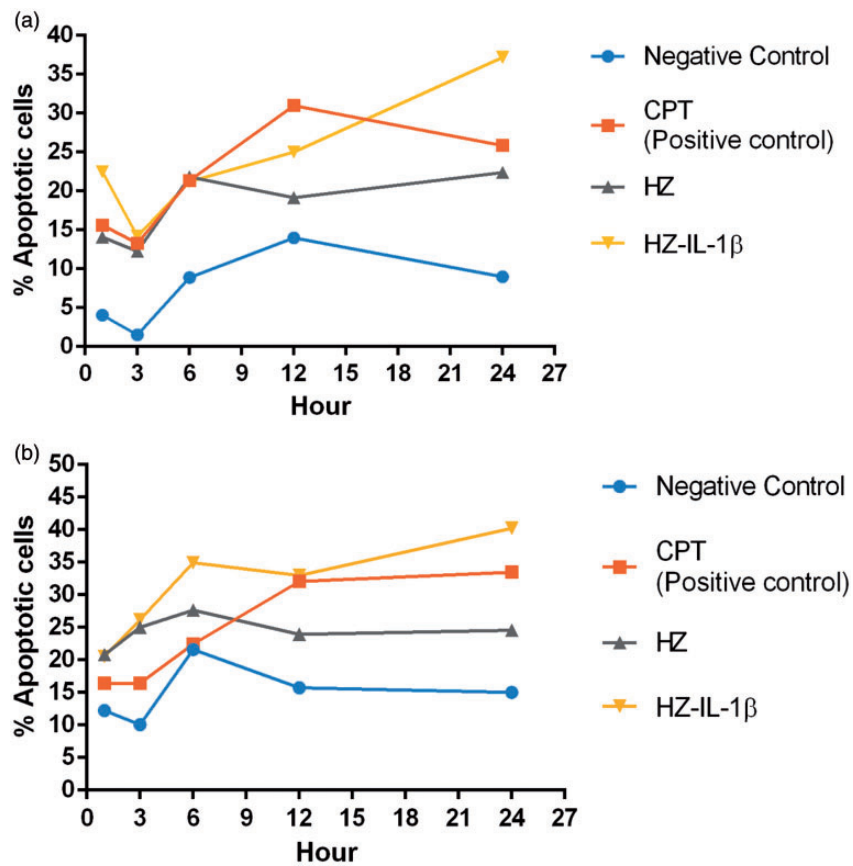 (a)
40
35
30
25
20
15
10
5
0
% Apoptotic cells
0 3 6 9 12 15 18 21 24 27
Hour
Negative Control
CPT
(Positive control)
HZ
HZ-IL-1β
(b)
50
45
40
35
30
25
20
15
10
5
0
% Apoptotic cells
0 3 6 9 12 15 18 21 24 27
Hour
Negative Control
CPT
(Positive control)
HZ
HZ-IL-1β